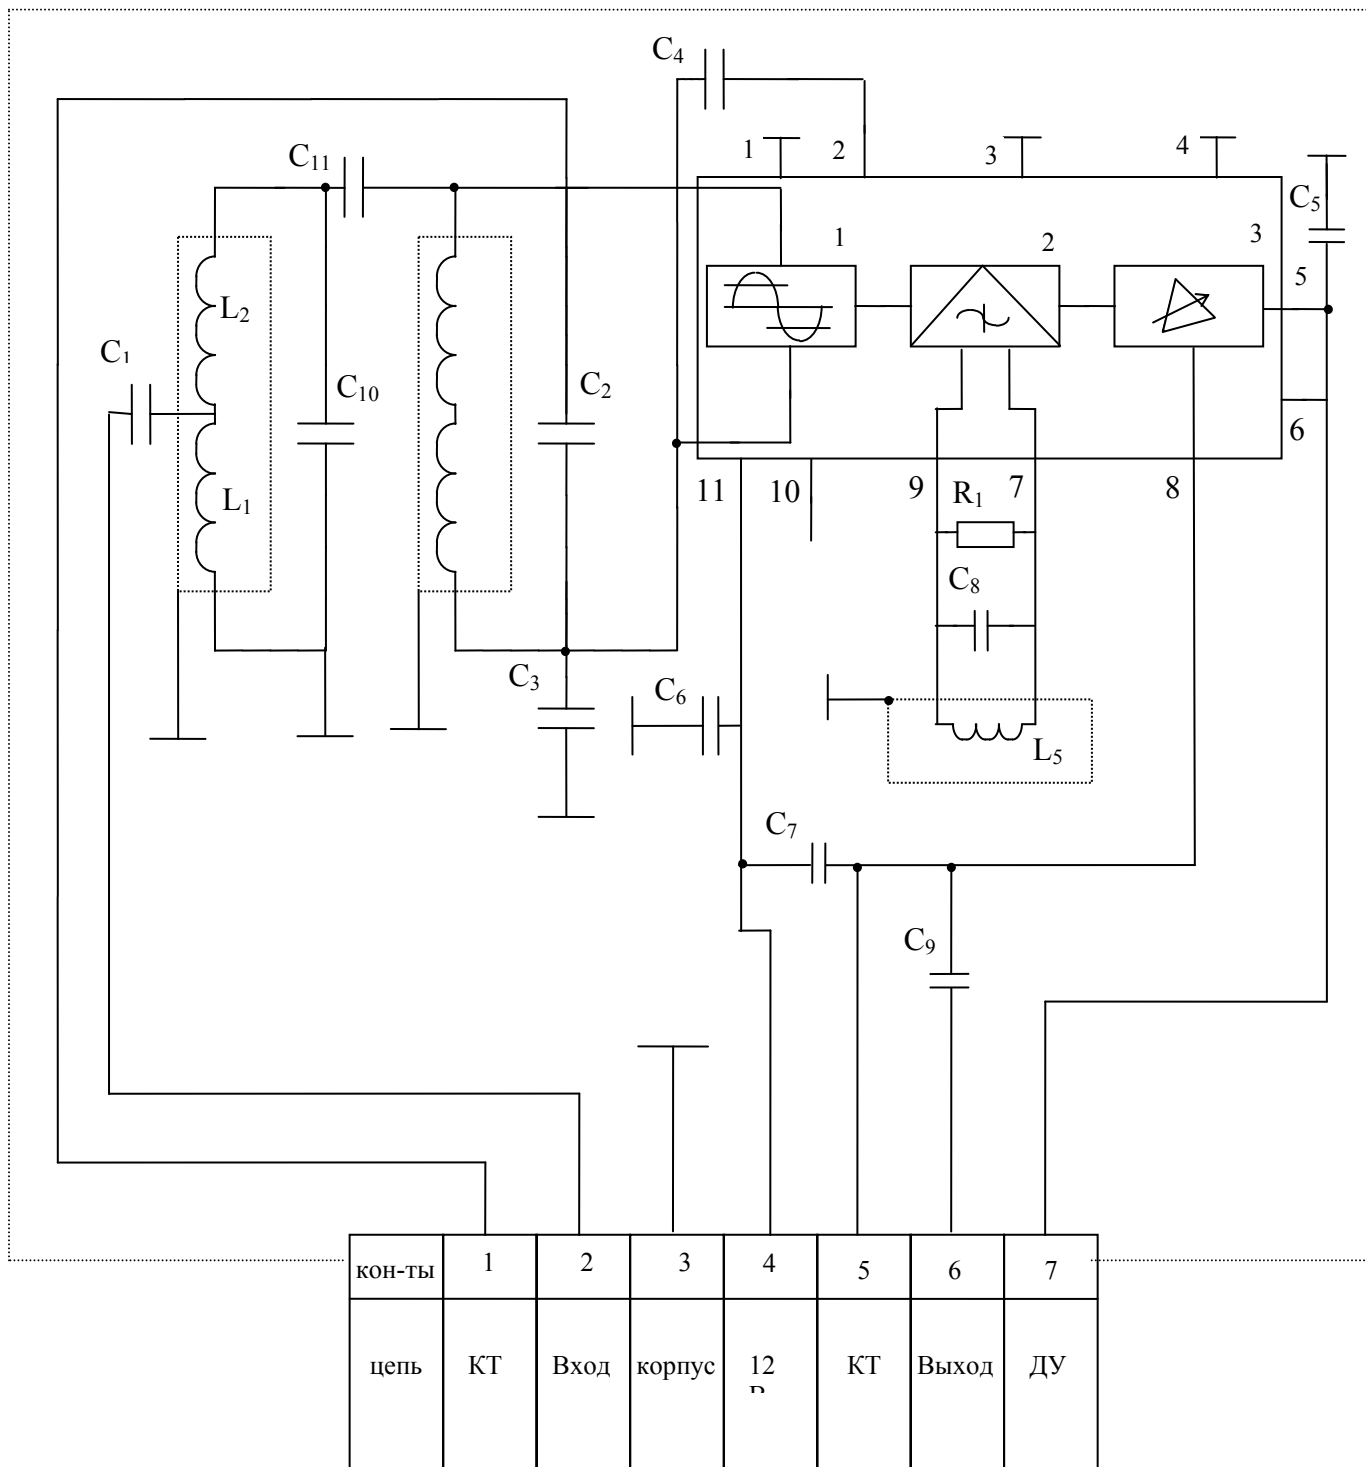 C4
1 2 3 4
C11
C5
1 2 3
5
L2
C1
C10
C2
6
11 10 9 R1 7 8
L1
C8
C3
C6
L5
C7
C9
кон-ты 1 2 3 4 5 6 7
цепь КТ Вход корпус 12 КТ Выход ДУ